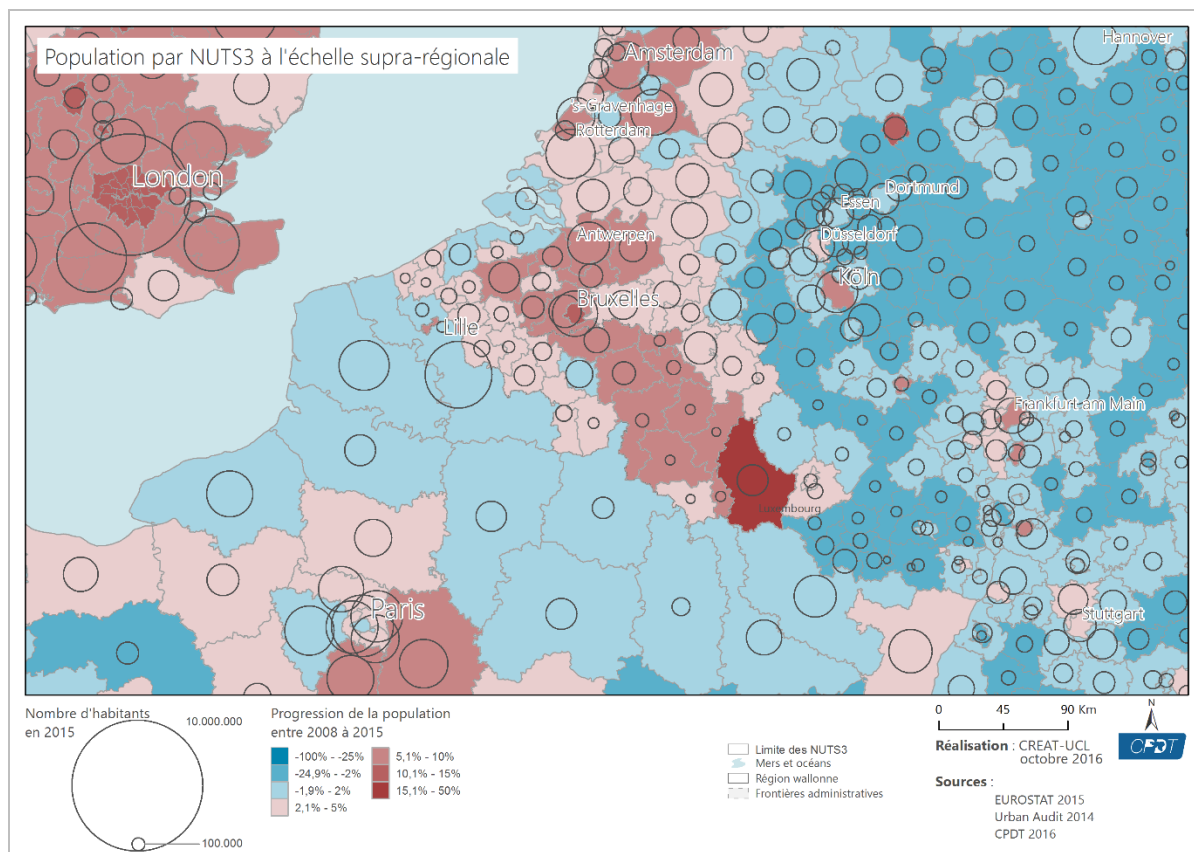 Population par NUTS3 à l'échelle supra-régionale
Hannover
Amsterdam
's-Gravenhage
Rotterdam
London
Dortmund
Essen
Antwerpen
Düsseldorf
Köln
Bruxelles
Lille
Frankfurt am Main
Luxembourg
Paris
Stuttgart
Nombre d'habitants
en 2015
10.000.000
100.000
Progression de la population
entre 2008 à 2015
-100% - -25%
-24,9% - -2%
-1,9% - 2%
2,1% - 5%
5,1% - 10%
10,1% - 15%
15,1% - 50%
Limite des NUTS3
Mers et océans
Région wallonne
Frontières administratives
0 45 90 Km
N
Réalisation : CREAT-UCL
octobre 2016
CPDT
Sources :
EUROSTAT 2015
Urban Audit 2014
CPDT 2016